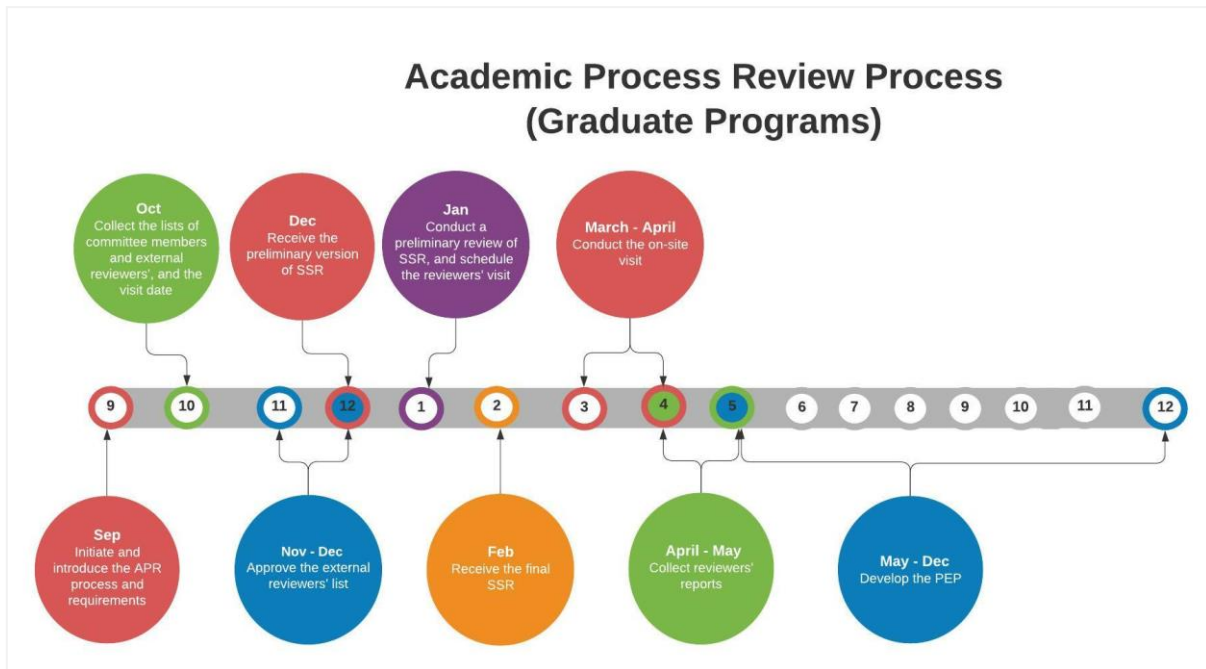 Academic Process Review Process
(Graduate Programs)
Oct
Collect the lists of
committee members
and external
reviewers', and the
visit date
Dec
Receive the
preliminary version
of SSR
Jan
Conduct a
preliminary review of
SSR, and schedule
the reviewers' visit
March - April
Conduct the on-site
visit
9
10
11
12
1
2
3
4
5
6
7
8
9
10
11
12
Sep
Initiate and
introduce the APR
process and
requirements
Nov - Dec
Approve the external
reviewers' list
Feb
Receive the final
SSR
April - May
Collect reviewers'
reports
May - Dec
Develop the PEP